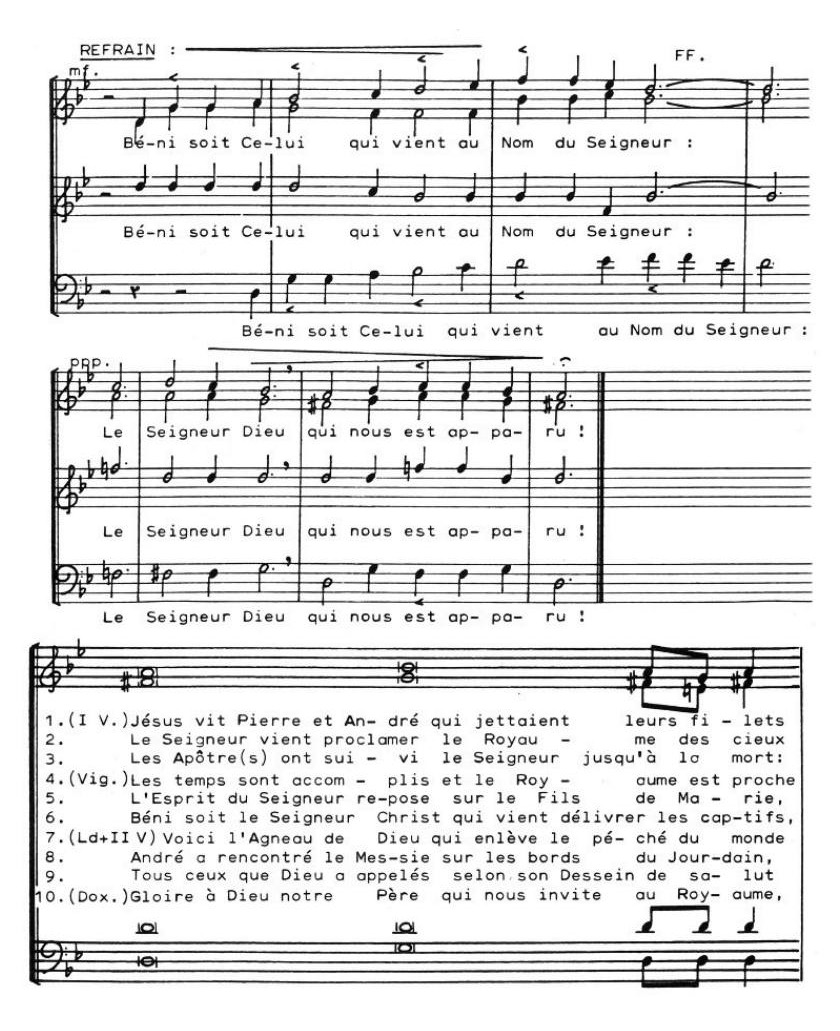 REFRAIN :
mf. FF.
Bé-ni soit Ce-lui qui vient au Nom du Seigneur :
Bé-ni soit Ce-lui qui vient au Nom du Seigneur :
Bé-ni soit Ce-lui qui vient au Nom du Seigneur :
PRP.
Le Seigneur Dieu qui nous est ap- pa- ru !
Le Seigneur Dieu qui nous est ap- pa- ru !
Le Seigneur Dieu qui nous est ap- pa- ru !
1.(I V.)Jésus vit Pierre et An- dré qui jettaient leurs fi - lets
2. Le Seigneur vient proclamer le Royau - me des cieux
3. Les Apôtre(s) ont sui - vi le Seigneur jusqu'à la mort:
4.(Vig.)Les temps sont accom - plis et le Roy - aume est proche
5. L'Esprit du Seigneur re-pose sur le Fils de Ma - rie,
6. Béni soit le Seigneur Christ qui vient délivrer les cap-tifs,
7.(Ld+II V) Voici l'Agneau de Dieu qui enlève le pé- ché du monde
8. André a rencontré le Mes-sie sur les bords du Jour-dain,
9. Tous ceux que Dieu a appelés selon son Dessein de sa- lut
10.(Dox.)Gloire à Dieu notre Père qui nous invite au Roy- aume,